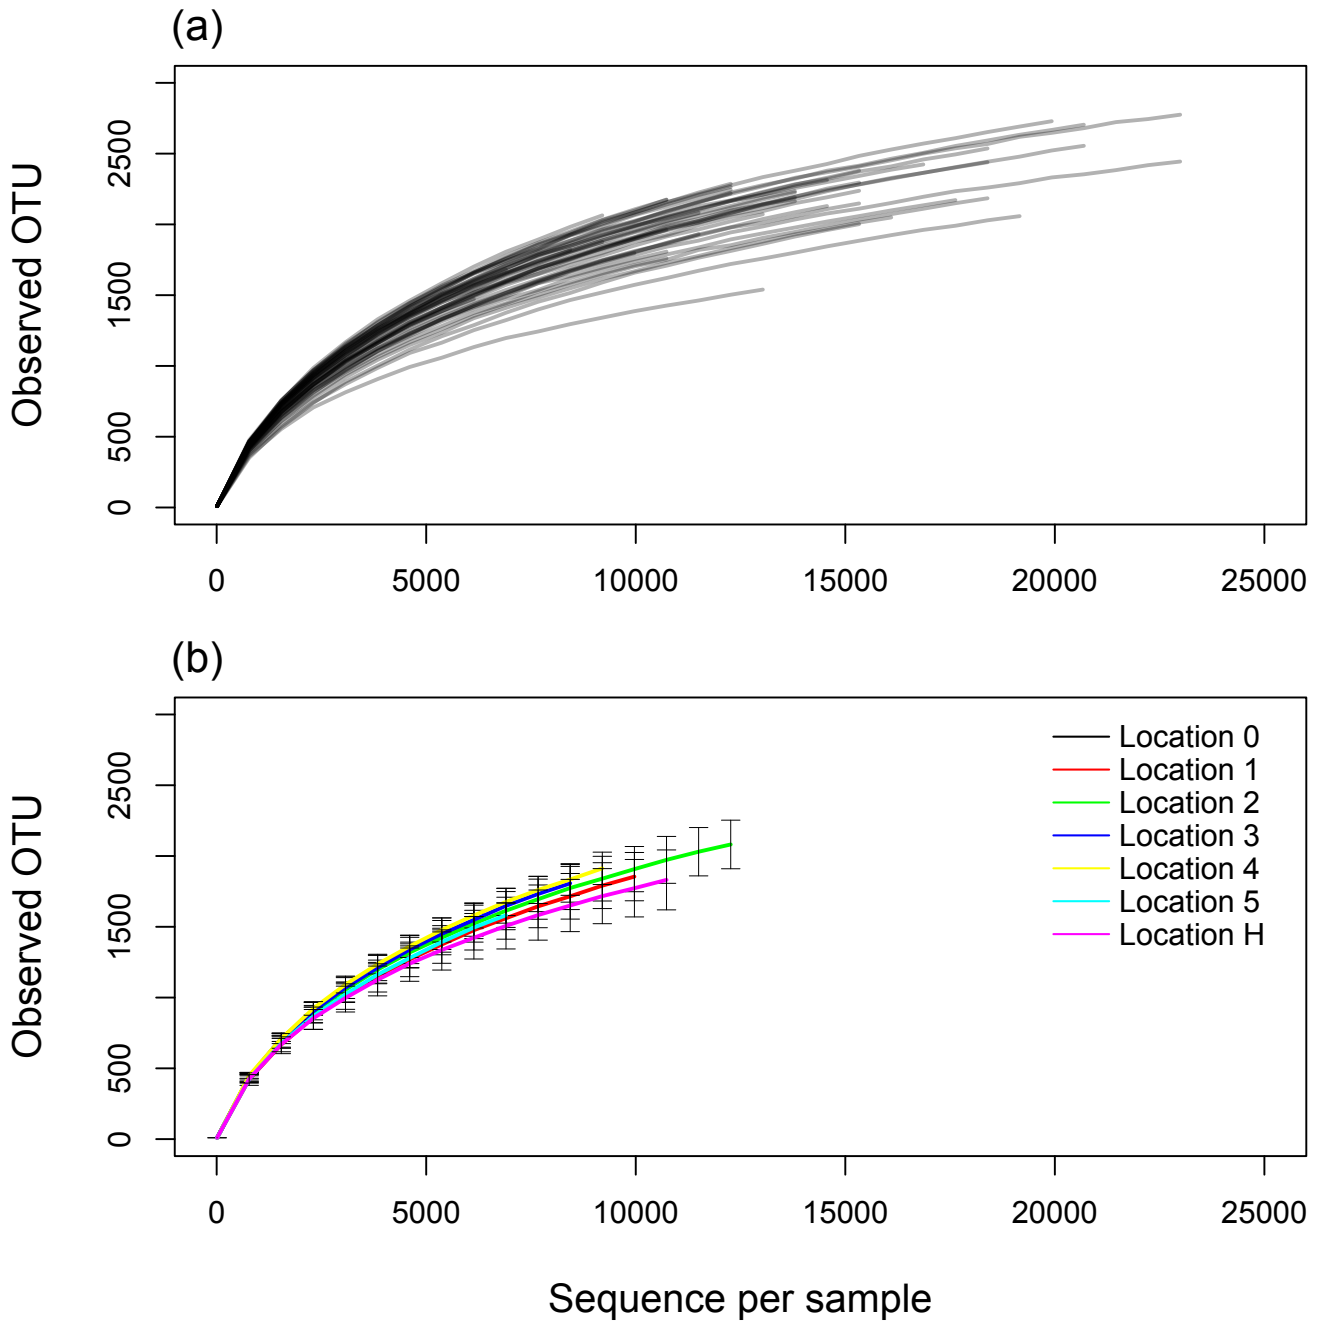 (a)
Observed OTU
2500
1500
500
0
0 5000 10000 15000 20000 25000
(b)
Observed OTU
2500
1500
500
0
Location 0
Location 1
Location 2
Location 3
Location 4
Location 5
Location H
0 5000 10000 15000 20000 25000
Sequence per sample